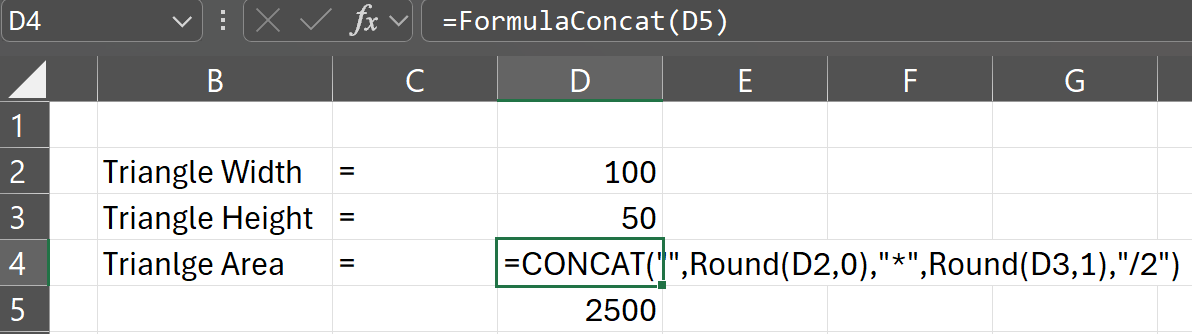 D4 fx =FormulaConcat(D5)
B C D E F G
1
2 Triangle Width = 100
3 Triangle Height = 50
4 Trianlge Area = =CONCAT("",Round(D2,0),"*",Round(D3,1),"/2")
5 2500